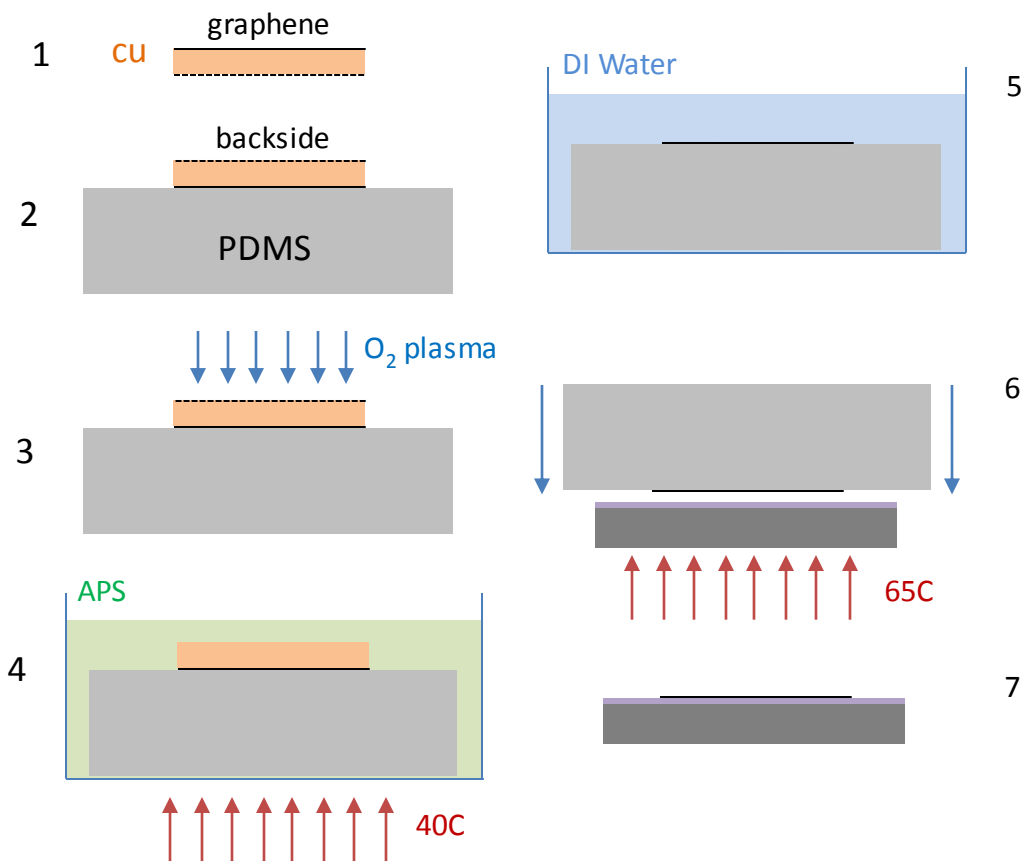 graphene
1
cu
backside
2
PDMS
O2 plasma
3
APS
4
40C
DI Water
5
6
65C
7